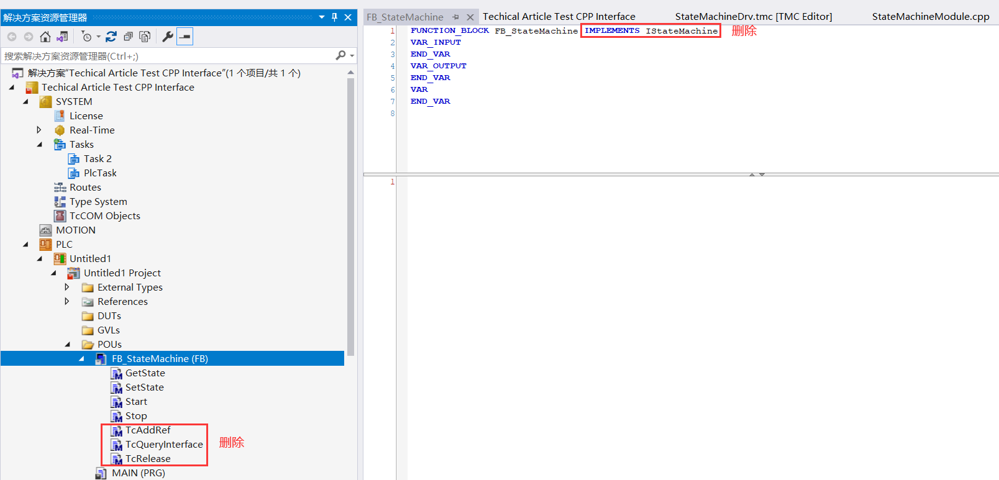 解决方案资源管理器
搜索解决方案资源管理器(Ctrl+;)
解决方案"Techical Article Test CPP Interface"(1 个项目/共 1 个)
Techical Article Test CPP Interface
SYSTEM
License
Real-Time
Tasks
Task 2
PlcTask
Routes
Type System
TcCOM Objects
MOTION
PLC
Untitled1
Untitled1 Project
External Types
References
DUTs
GVLs
POUs
FB_StateMachine (FB)
GetState
SetState
Start
Stop
TcAddRef
TcQueryInterface
TcRelease
删除
MAIN (PRG)
FB_StateMachine
Techical Article Test CPP Interface
StateMachineDrv.tmc [TMC Editor]
StateMachineModule.cpp
1 FUNCTION_BLOCK FB_StateMachine IMPLEMENTS IStateMachine 删除
2 VAR_INPUT
3 END_VAR
4 VAR_OUTPUT
5 END_VAR
6 VAR
7 END_VAR
8
1